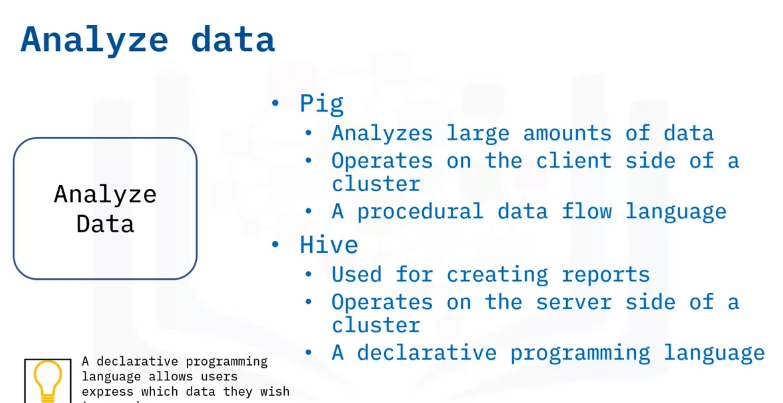 Analyze data
Analyze
Data
• Pig
• Analyzes large amounts of data
• Operates on the client side of a
cluster
• A procedural data flow language
• Hive
• Used for creating reports
• Operates on the server side of a
cluster
• A declarative programming language
A declarative programming
language allows users
express which data they wish